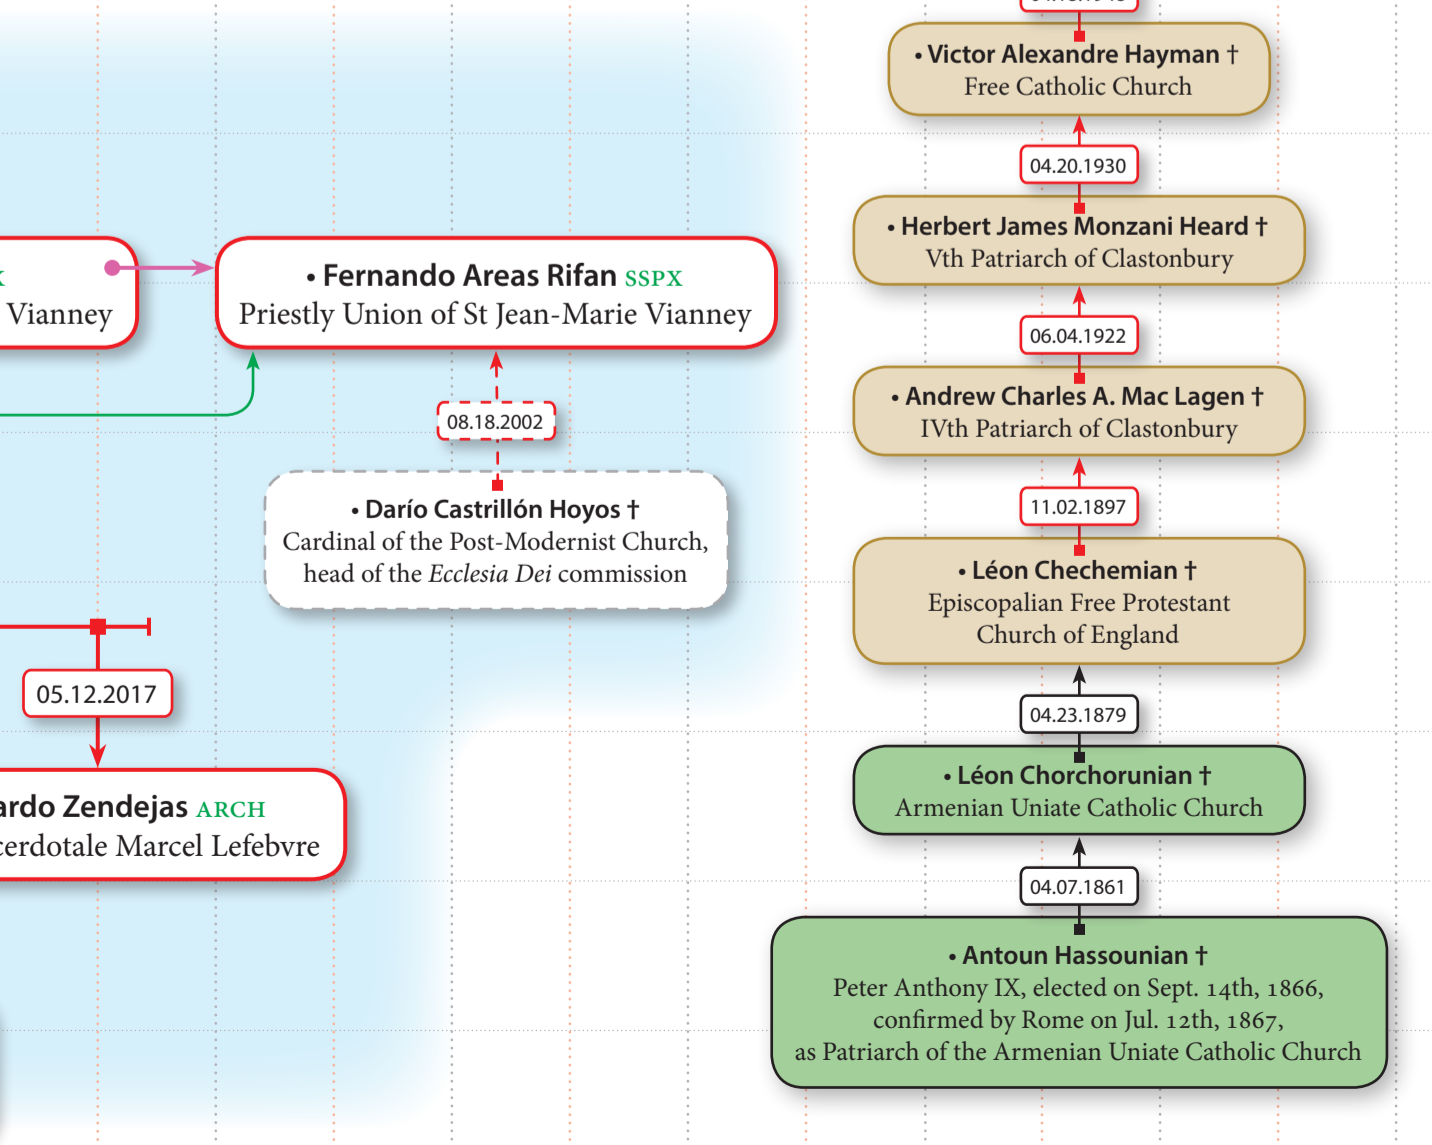 • Victor Alexandre Hayman †
Free Catholic Church
04.20.1930
• Herbert James Monzani Heard †
Vth Patriarch of Clastonbury
06.04.1922
• Andrew Charles A. Mac Lagen †
IVth Patriarch of Clastonbury
11.02.1897
• Léon Chechemian †
Episcopalian Free Protestant
Church of England
04.23.1879
• Léon Chorchorunian †
Armenian Uniate Catholic Church
04.07.1861
• Antoun Hassounian †
Peter Anthony IX, elected on Sept. 14th, 1866,
confirmed by Rome on Jul. 12th, 1867,
as Patriarch of the Armenian Uniate Catholic Church
Vianney
• Fernando Areas Rifan SSPX
Priestly Union of St Jean-Marie Vianney
08.18.2002
• Darío Castrillón Hoyos †
Cardinal of the Post-Modernist Church,
head of the Ecclesia Dei commission
05.12.2017
ardo Zendejas ARCH
cerdotale Marcel Lefebvre